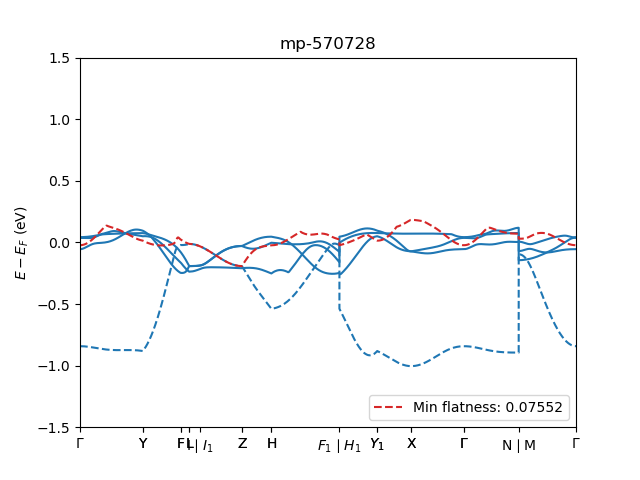 mp-570728
1.5
1.0
0.5
0.0
−0.5
−1.0
−1.5
E − E_F (eV)
Min flatness: 0.07552
Γ Y F L | I₁ Z H F₁ | H₁ Y₁ X Γ N | M Γ